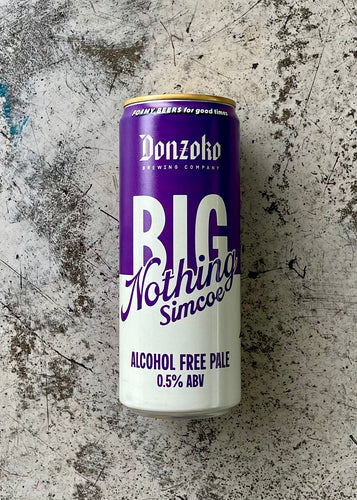 FOAMY BEERS for good times
Donzoko
BREWING COMPANY
BIG
Nothing
Simcoe
ALCOHOL FREE PALE
0.5% ABV